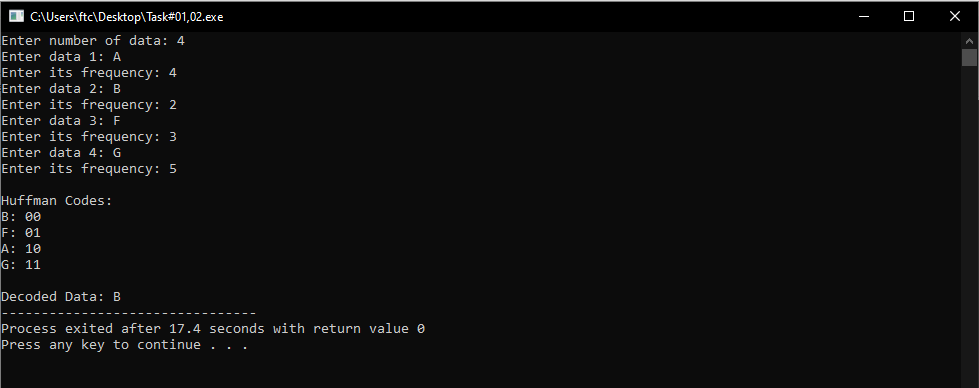 C:\Users\ftc\Desktop\Task#01,02.exe
Enter number of data: 4
Enter data 1: A
Enter its frequency: 4
Enter data 2: B
Enter its frequency: 2
Enter data 3: F
Enter its frequency: 3
Enter data 4: G
Enter its frequency: 5
Huffman Codes:
B: 00
F: 01
A: 10
G: 11
Decoded Data: B
--------------------------------
Process exited after 17.4 seconds with return value 0
Press any key to continue . . .